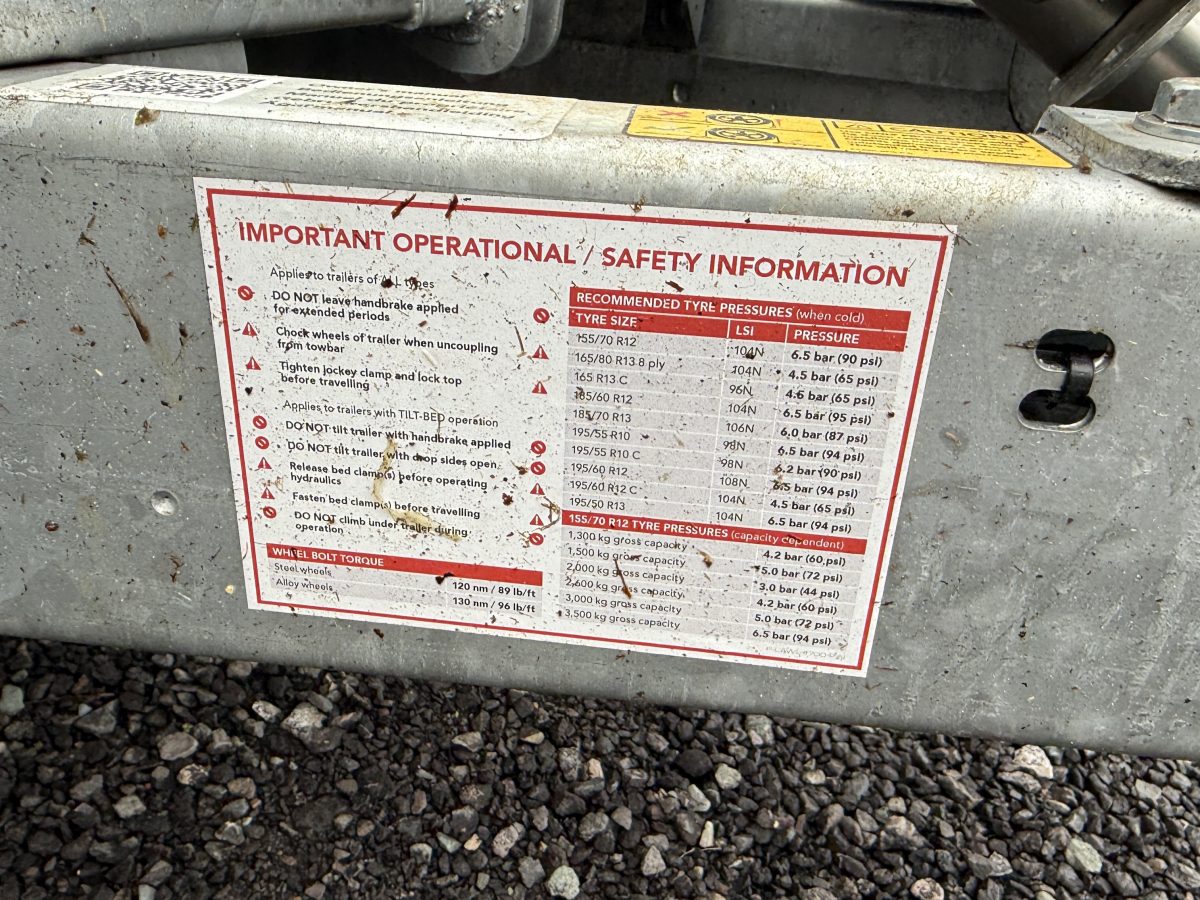 CAUTION!
IMPORTANT OPERATIONAL / SAFETY INFORMATION
Applies to trailers of ALL types
DO NOT leave handbrake applied
for extended periods
Chock wheels of trailer when uncoupling
from towbar
Tighten jockey clamp and lock top
before travelling
Applies to trailers with TILT-BED operation
DO NOT tilt trailer with handbrake applied
DO NOT tilt trailer with drop sides open
Release bed clamp(s) before operating
hydraulics
Fasten bed clamp(s) before travelling
DO NOT climb under trailer during
operation
WHEEL BOLT TORQUE
Steel wheels 120 nm / 89 lb/ft
Alloy wheels 130 nm / 96 lb/ft
RECOMMENDED TYRE PRESSURES (when cold)
TYRE SIZE LSI PRESSURE
155/70 R12 104N 6.5 bar (90 psi)
165/80 R13 8 ply 104N 4.5 bar (65 psi)
165 R13 C 96N 4.5 bar (65 psi)
185/60 R12 104N 6.5 bar (95 psi)
185/70 R13 106N 6.0 bar (87 psi)
195/55 R10 98N 6.5 bar (94 psi)
195/55 R10 C 98N 6.2 bar (90 psi)
195/60 R12 108N 6.5 bar (94 psi)
195/60 R12 C 104N 4.5 bar (65 psi)
195/50 R13 104N 6.5 bar (94 psi)
155/70 R12 TYRE PRESSURES (capacity dependent)
1,300 kg gross capacity 4.2 bar (60 psi)
1,500 kg gross capacity 5.0 bar (72 psi)
2,000 kg gross capacity 3.0 bar (44 psi)
2,600 kg gross capacity 4.2 bar (60 psi)
3,000 kg gross capacity 5.0 bar (72 psi)
3,500 kg gross capacity 6.5 bar (94 psi)